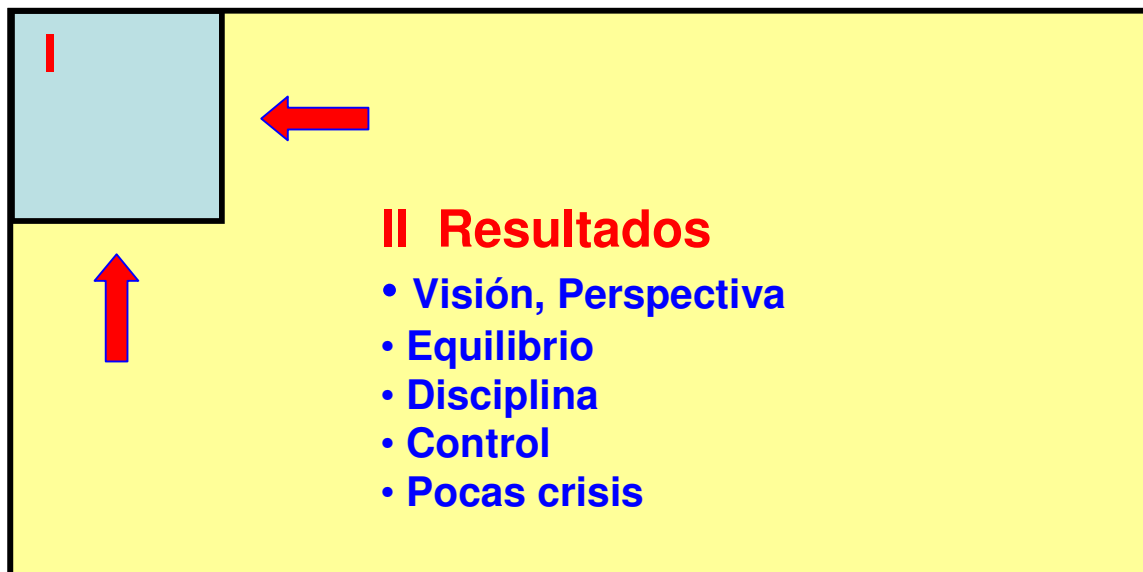 I
II Resultados
• Visión, Perspectiva
• Equilibrio
• Disciplina
• Control
• Pocas crisis